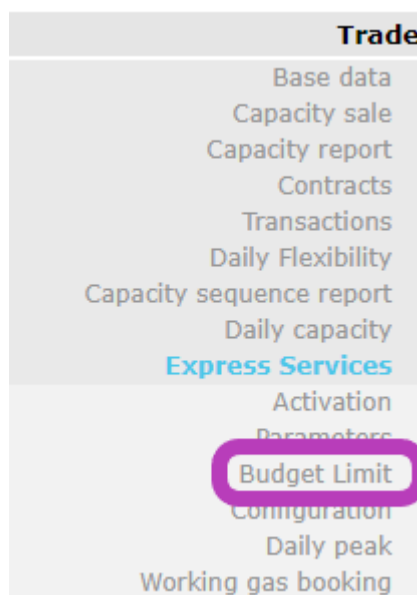 Trade
Base data
Capacity sale
Capacity report
Contracts
Transactions
Daily Flexibility
Capacity sequence report
Daily capacity
Express Services
Activation
Parameters
Budget Limit
Configuration
Daily peak
Working gas booking